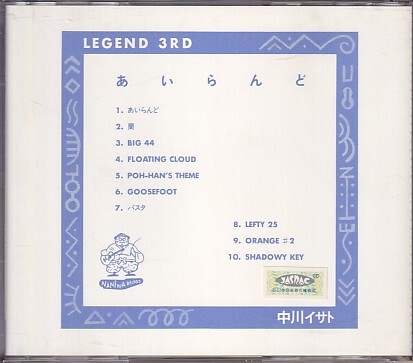 LEGEND 3RD
あいらんど
1. あいらんど
2. 蘭
3. BIG 44
4. FLOATING CLOUD
5. POH-HAN'S THEME
6. GOOSEFOOT
7. パスタ
8. LEFTY 25
9. ORANGE #2
10. SHADOWY KEY
NANIWA
JASRAC
中川イサト